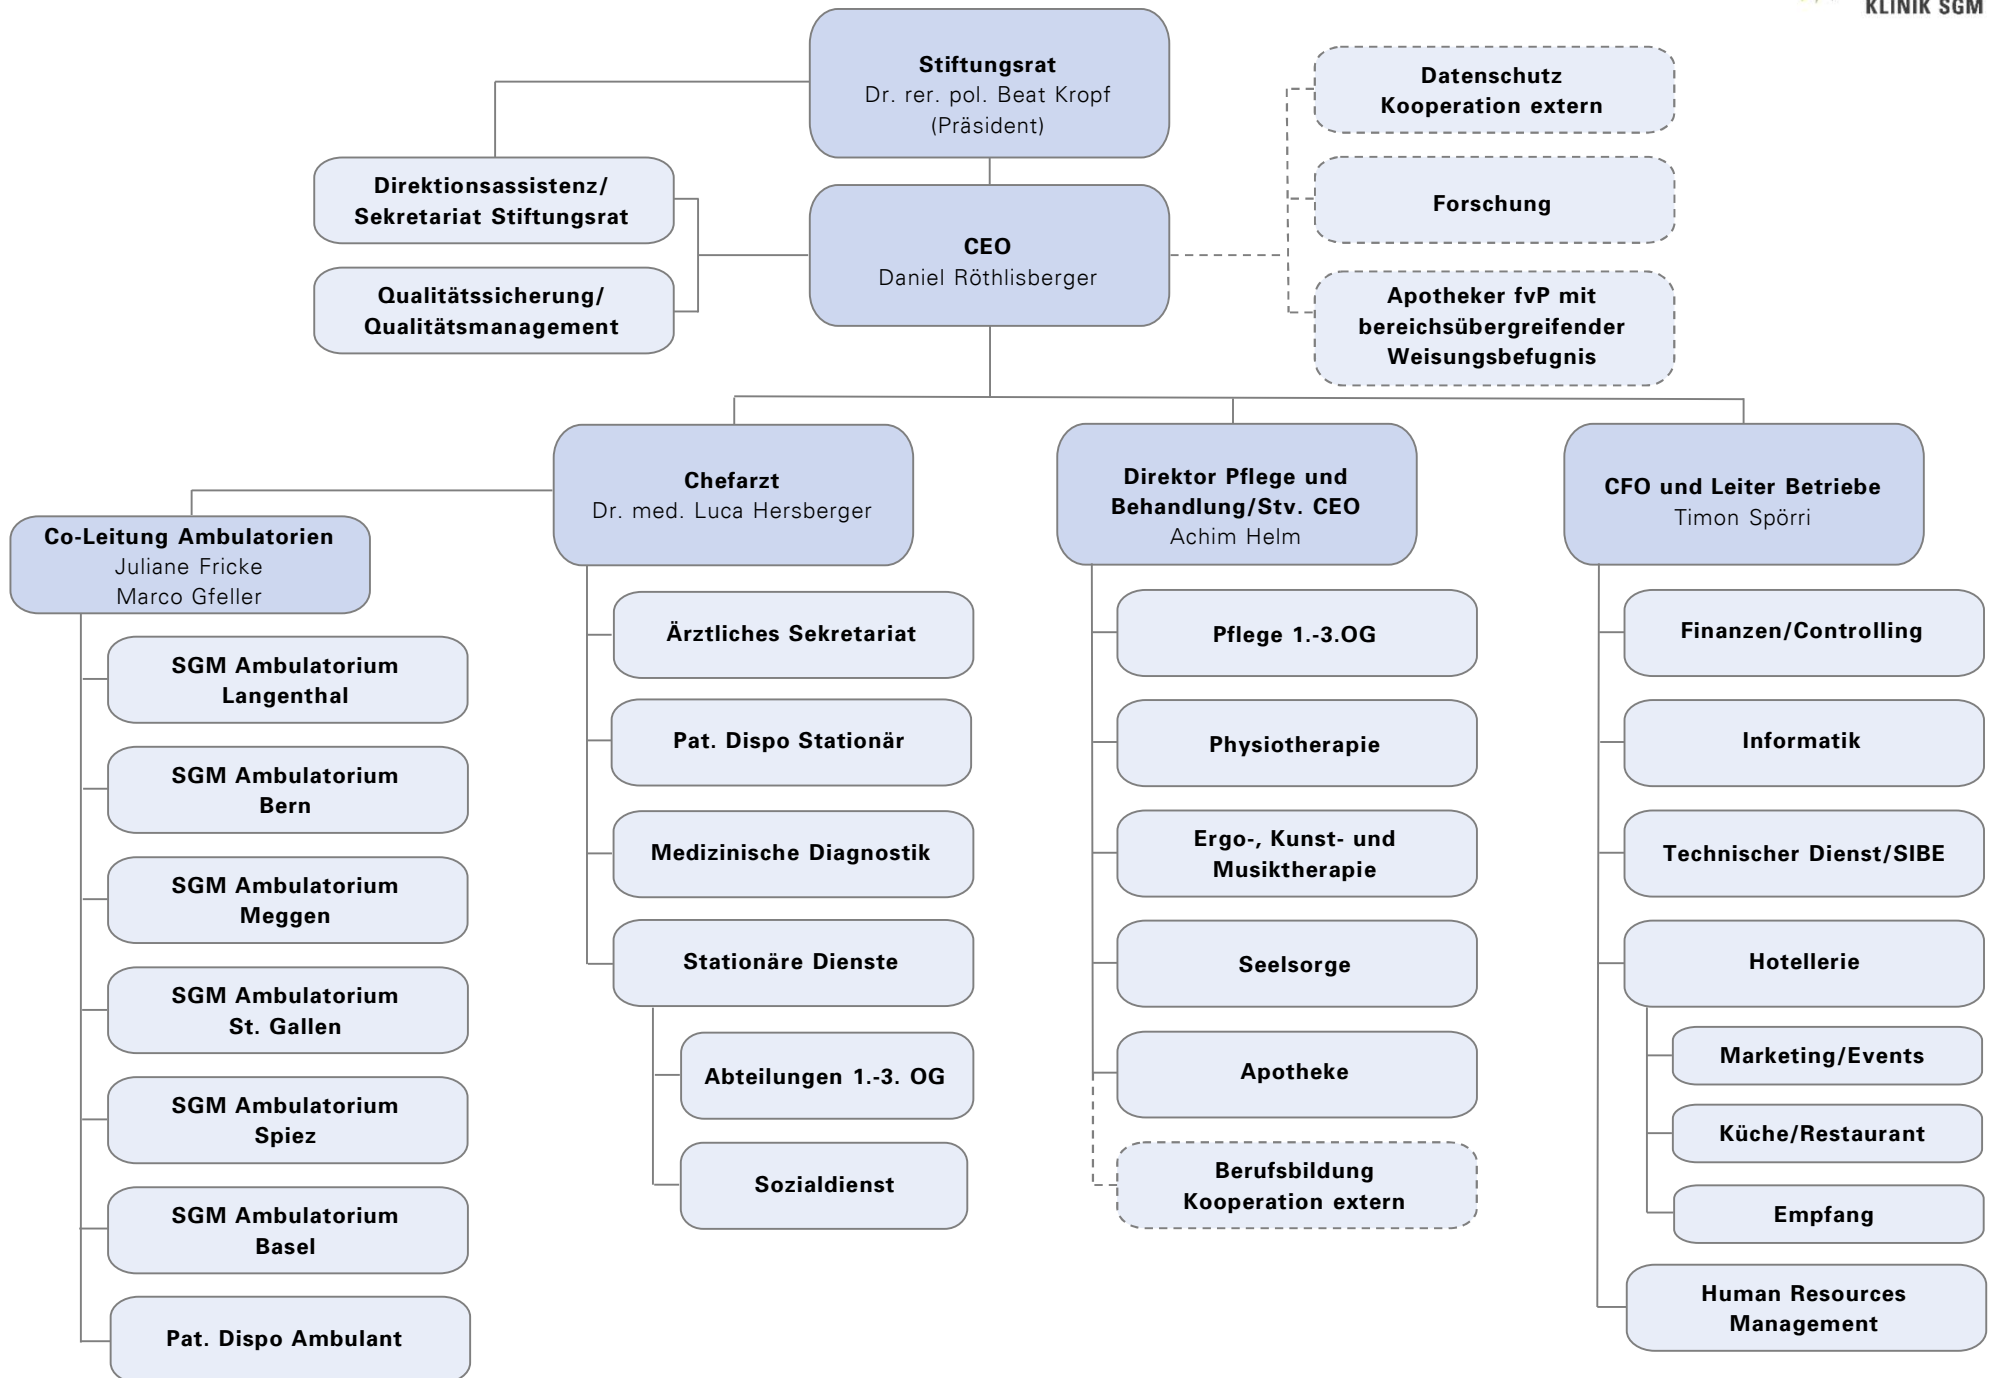 KLINIK SGM
Stiftungsrat
Dr. rer. pol. Beat Kropf
(Präsident)
Datenschutz
Kooperation extern
Direktionsassistenz/
Sekretariat Stiftungsrat
Forschung
CEO
Daniel Röthlisberger
Qualitätssicherung/
Qualitätsmanagement
Apotheker fvP mit
bereichsübergreifender
Weisungsbefugnis
Chefarzt
Dr. med. Luca Hersberger
Direktor Pflege und
Behandlung/Stv. CEO
Achim Helm
CFO und Leiter Betriebe
Timon Spörri
Co-Leitung Ambulatorien
Juliane Fricke
Marco Gfeller
SGM Ambulatorium
Langenthal
SGM Ambulatorium
Bern
SGM Ambulatorium
Meggen
SGM Ambulatorium
St. Gallen
SGM Ambulatorium
Spiez
SGM Ambulatorium
Basel
Pat. Dispo Ambulant
Ärztliches Sekretariat
Pat. Dispo Stationär
Medizinische Diagnostik
Stationäre Dienste
Abteilungen 1.-3. OG
Sozialdienst
Pflege 1.-3.OG
Physiotherapie
Ergo-, Kunst- und
Musiktherapie
Seelsorge
Apotheke
Berufsbildung
Kooperation extern
Finanzen/Controlling
Informatik
Technischer Dienst/SIBE
Hotellerie
Marketing/Events
Küche/Restaurant
Empfang
Human Resources
Management